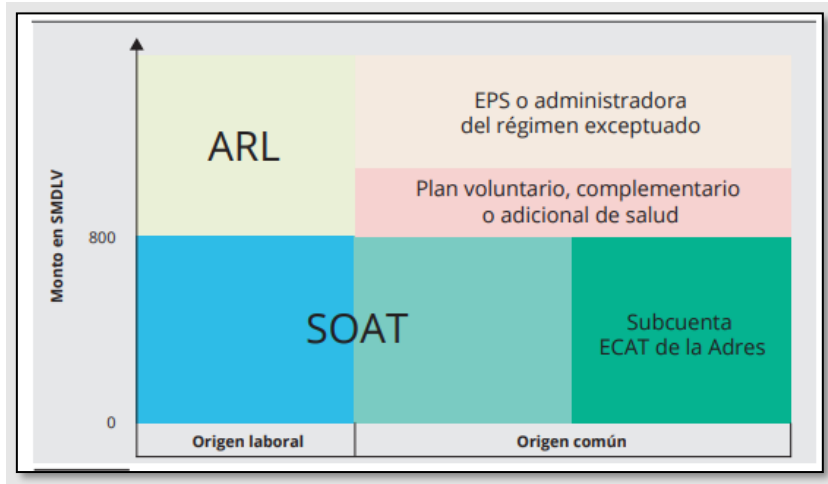 EPS o administradora
del régimen exceptuado
ARL
Plan voluntario, complementario
o adicional de salud
Monto en SMDLV
800
SOAT
Subcuenta
ECAT de la Adres
0
Origen laboral
Origen común